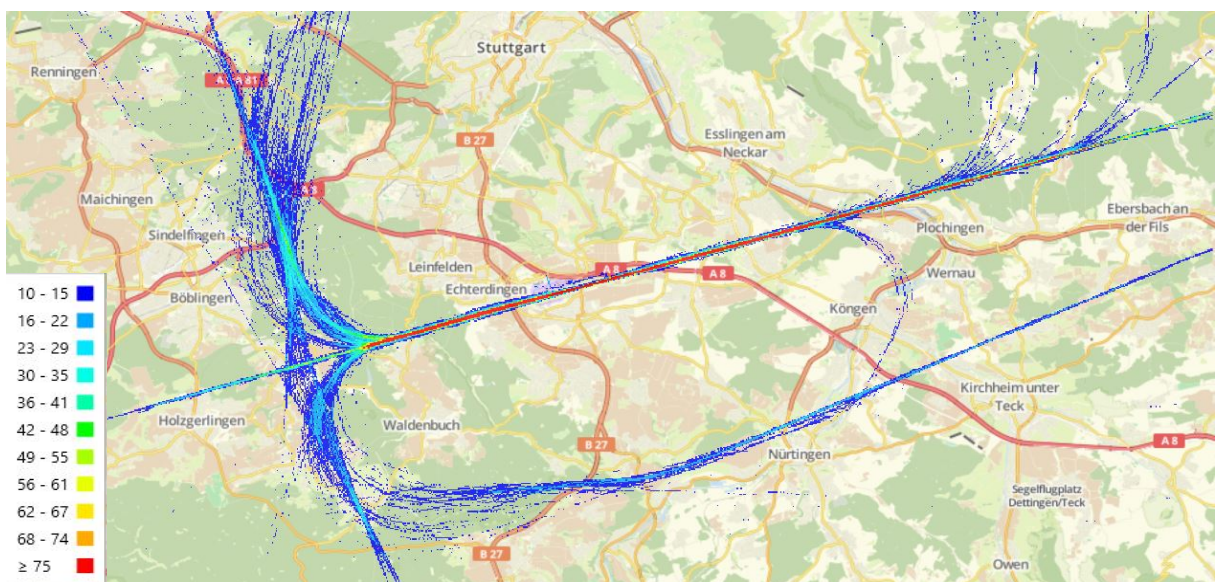 Stuttgart
Renningen
A 81
B 27
Esslingen am
Neckar
A 8
Maichingen
Sindelfingen
Plochingen
Ebersbach an
der Fils
Leinfelden
A 8
A 8
Echterdingen
Wernau
Böblingen
Köngen
Kirchheim unter
Teck
Holzgerlingen
Waldenbuch
B 27
Nürtingen
A 8
Segelflugplatz
Dettingen/Teck
B 27
Owen
10 - 15
16 - 22
23 - 29
30 - 35
36 - 41
42 - 48
49 - 55
56 - 61
62 - 67
68 - 74
≥ 75